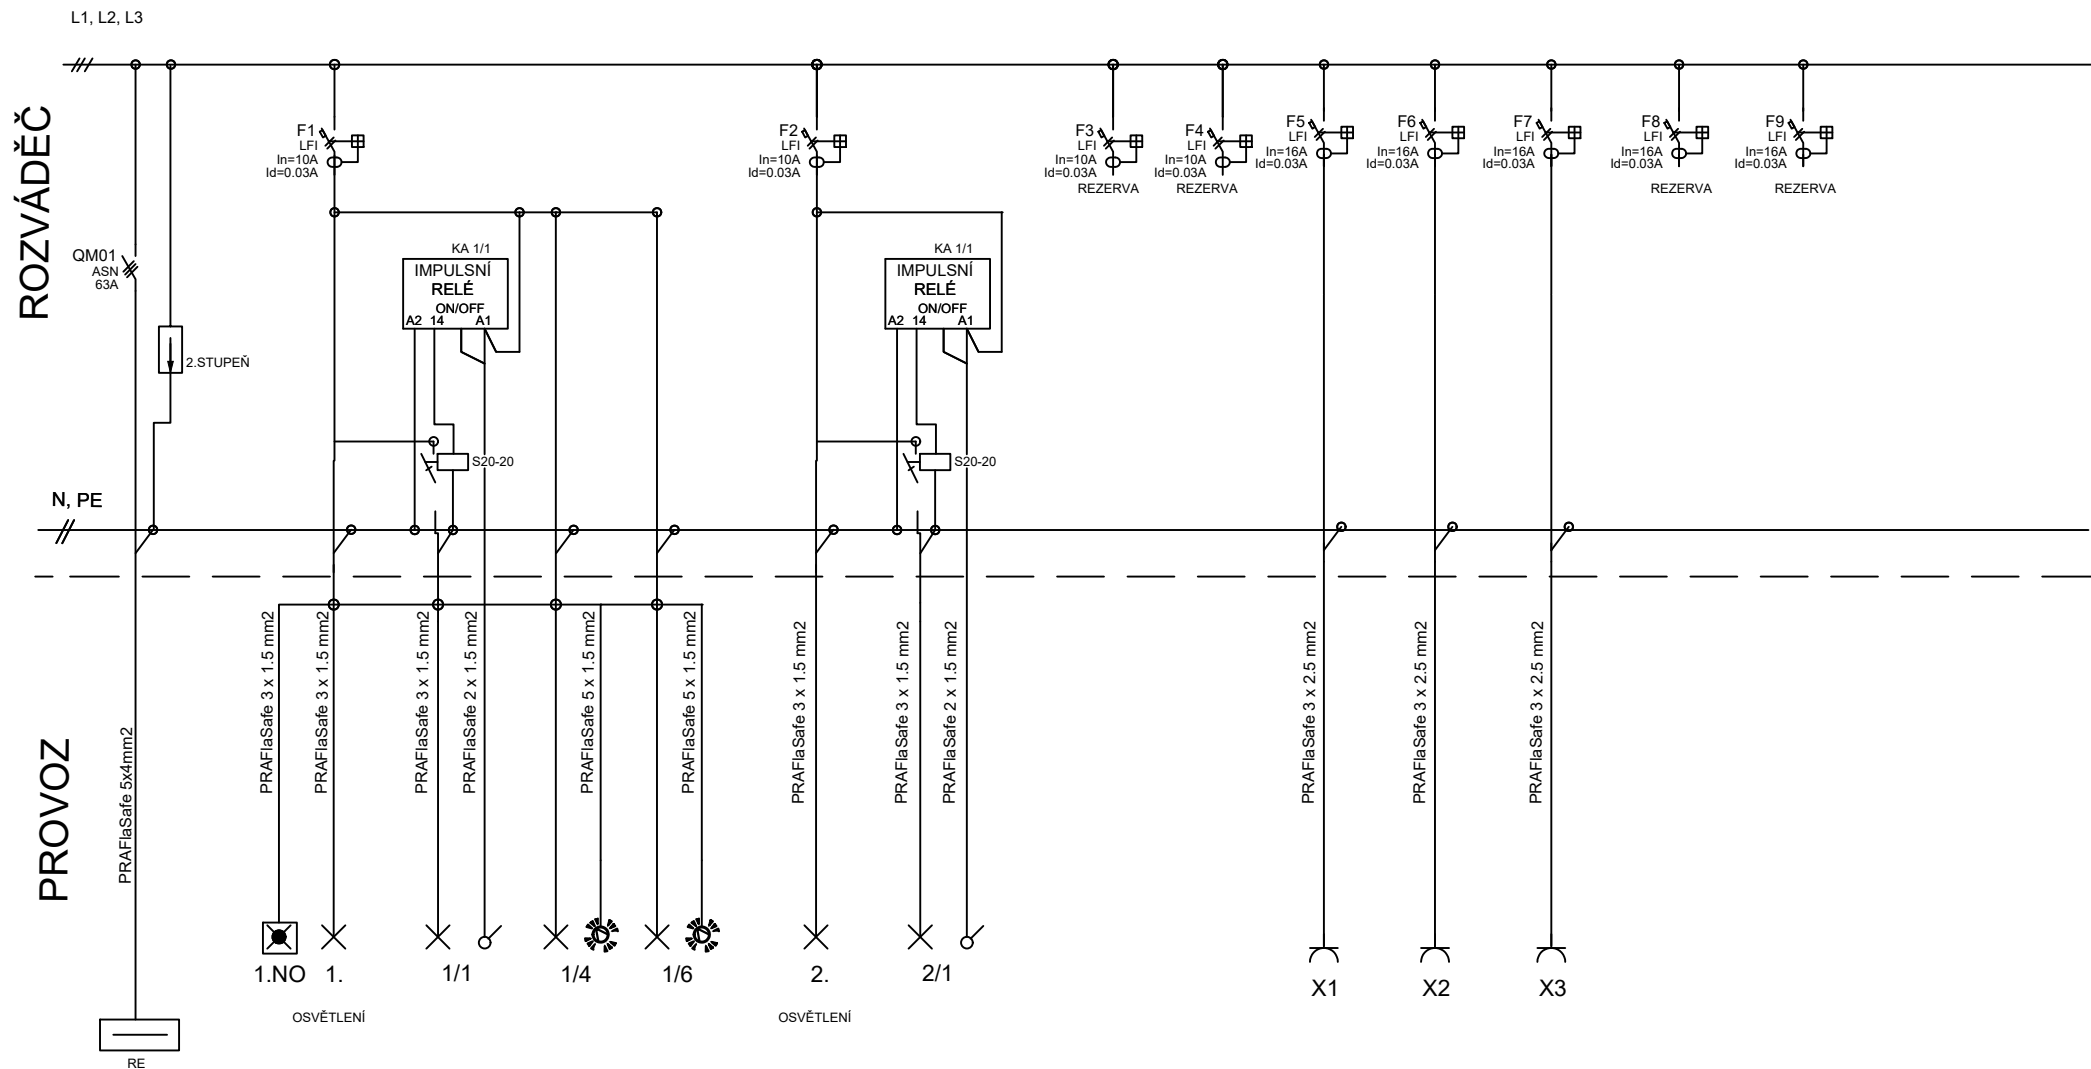 L1, L2, L3
ROZVÁDĚČ
F1
LFI
In=10A
Id=0.03A
F2
LFI
In=10A
Id=0.03A
F3
LFI
In=10A
Id=0.03A
REZERVA
F4
LFI
In=10A
Id=0.03A
REZERVA
F5
LFI
In=16A
Id=0.03A
F6
LFI
In=16A
Id=0.03A
F7
LFI
In=16A
Id=0.03A
F8
LFI
In=16A
Id=0.03A
REZERVA
F9
LFI
In=16A
Id=0.03A
REZERVA
QM01
ASN
63A
2.STUPEŇ
KA 1/1
IMPULSNÍ
RELÉ
ON/OFF
A2 14 A1
S20-20
KA 1/1
IMPULSNÍ
RELÉ
ON/OFF
A2 14 A1
S20-20
N, PE
PROVOZ
PRAFlaSafe 5x4mm2
PRAFlaSafe 3 x 1.5 mm2
PRAFlaSafe 3 x 1.5 mm2
PRAFlaSafe 3 x 1.5 mm2
PRAFlaSafe 2 x 1.5 mm2
PRAFlaSafe 5 x 1.5 mm2
PRAFlaSafe 5 x 1.5 mm2
PRAFlaSafe 3 x 1.5 mm2
PRAFlaSafe 3 x 1.5 mm2
PRAFlaSafe 2 x 1.5 mm2
PRAFlaSafe 3 x 2.5 mm2
PRAFlaSafe 3 x 2.5 mm2
PRAFlaSafe 3 x 2.5 mm2
1.NO 1. 1/1 1/4 1/6 2. 2/1 X1 X2 X3
OSVĚTLENÍ
OSVĚTLENÍ
RE